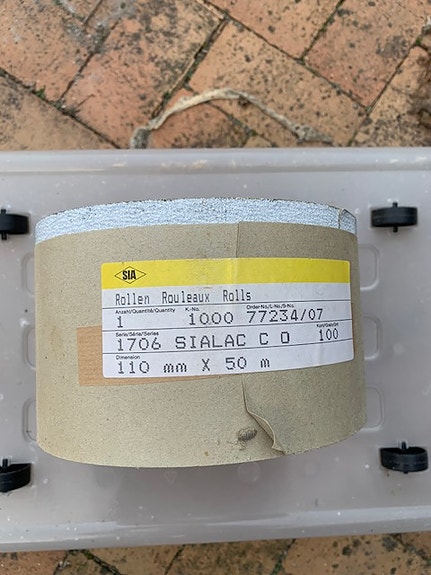 SIA
Rollen Rouleaux Rolls
Anzahl/Quantité/Quantity K.-No. Order-No./L-No./S-No.
1 1000 77234/07
Serie/Série/Series Korn/Grain/Grit
1706 SIALAC C D 100
Dimension
110 mm X 50 m